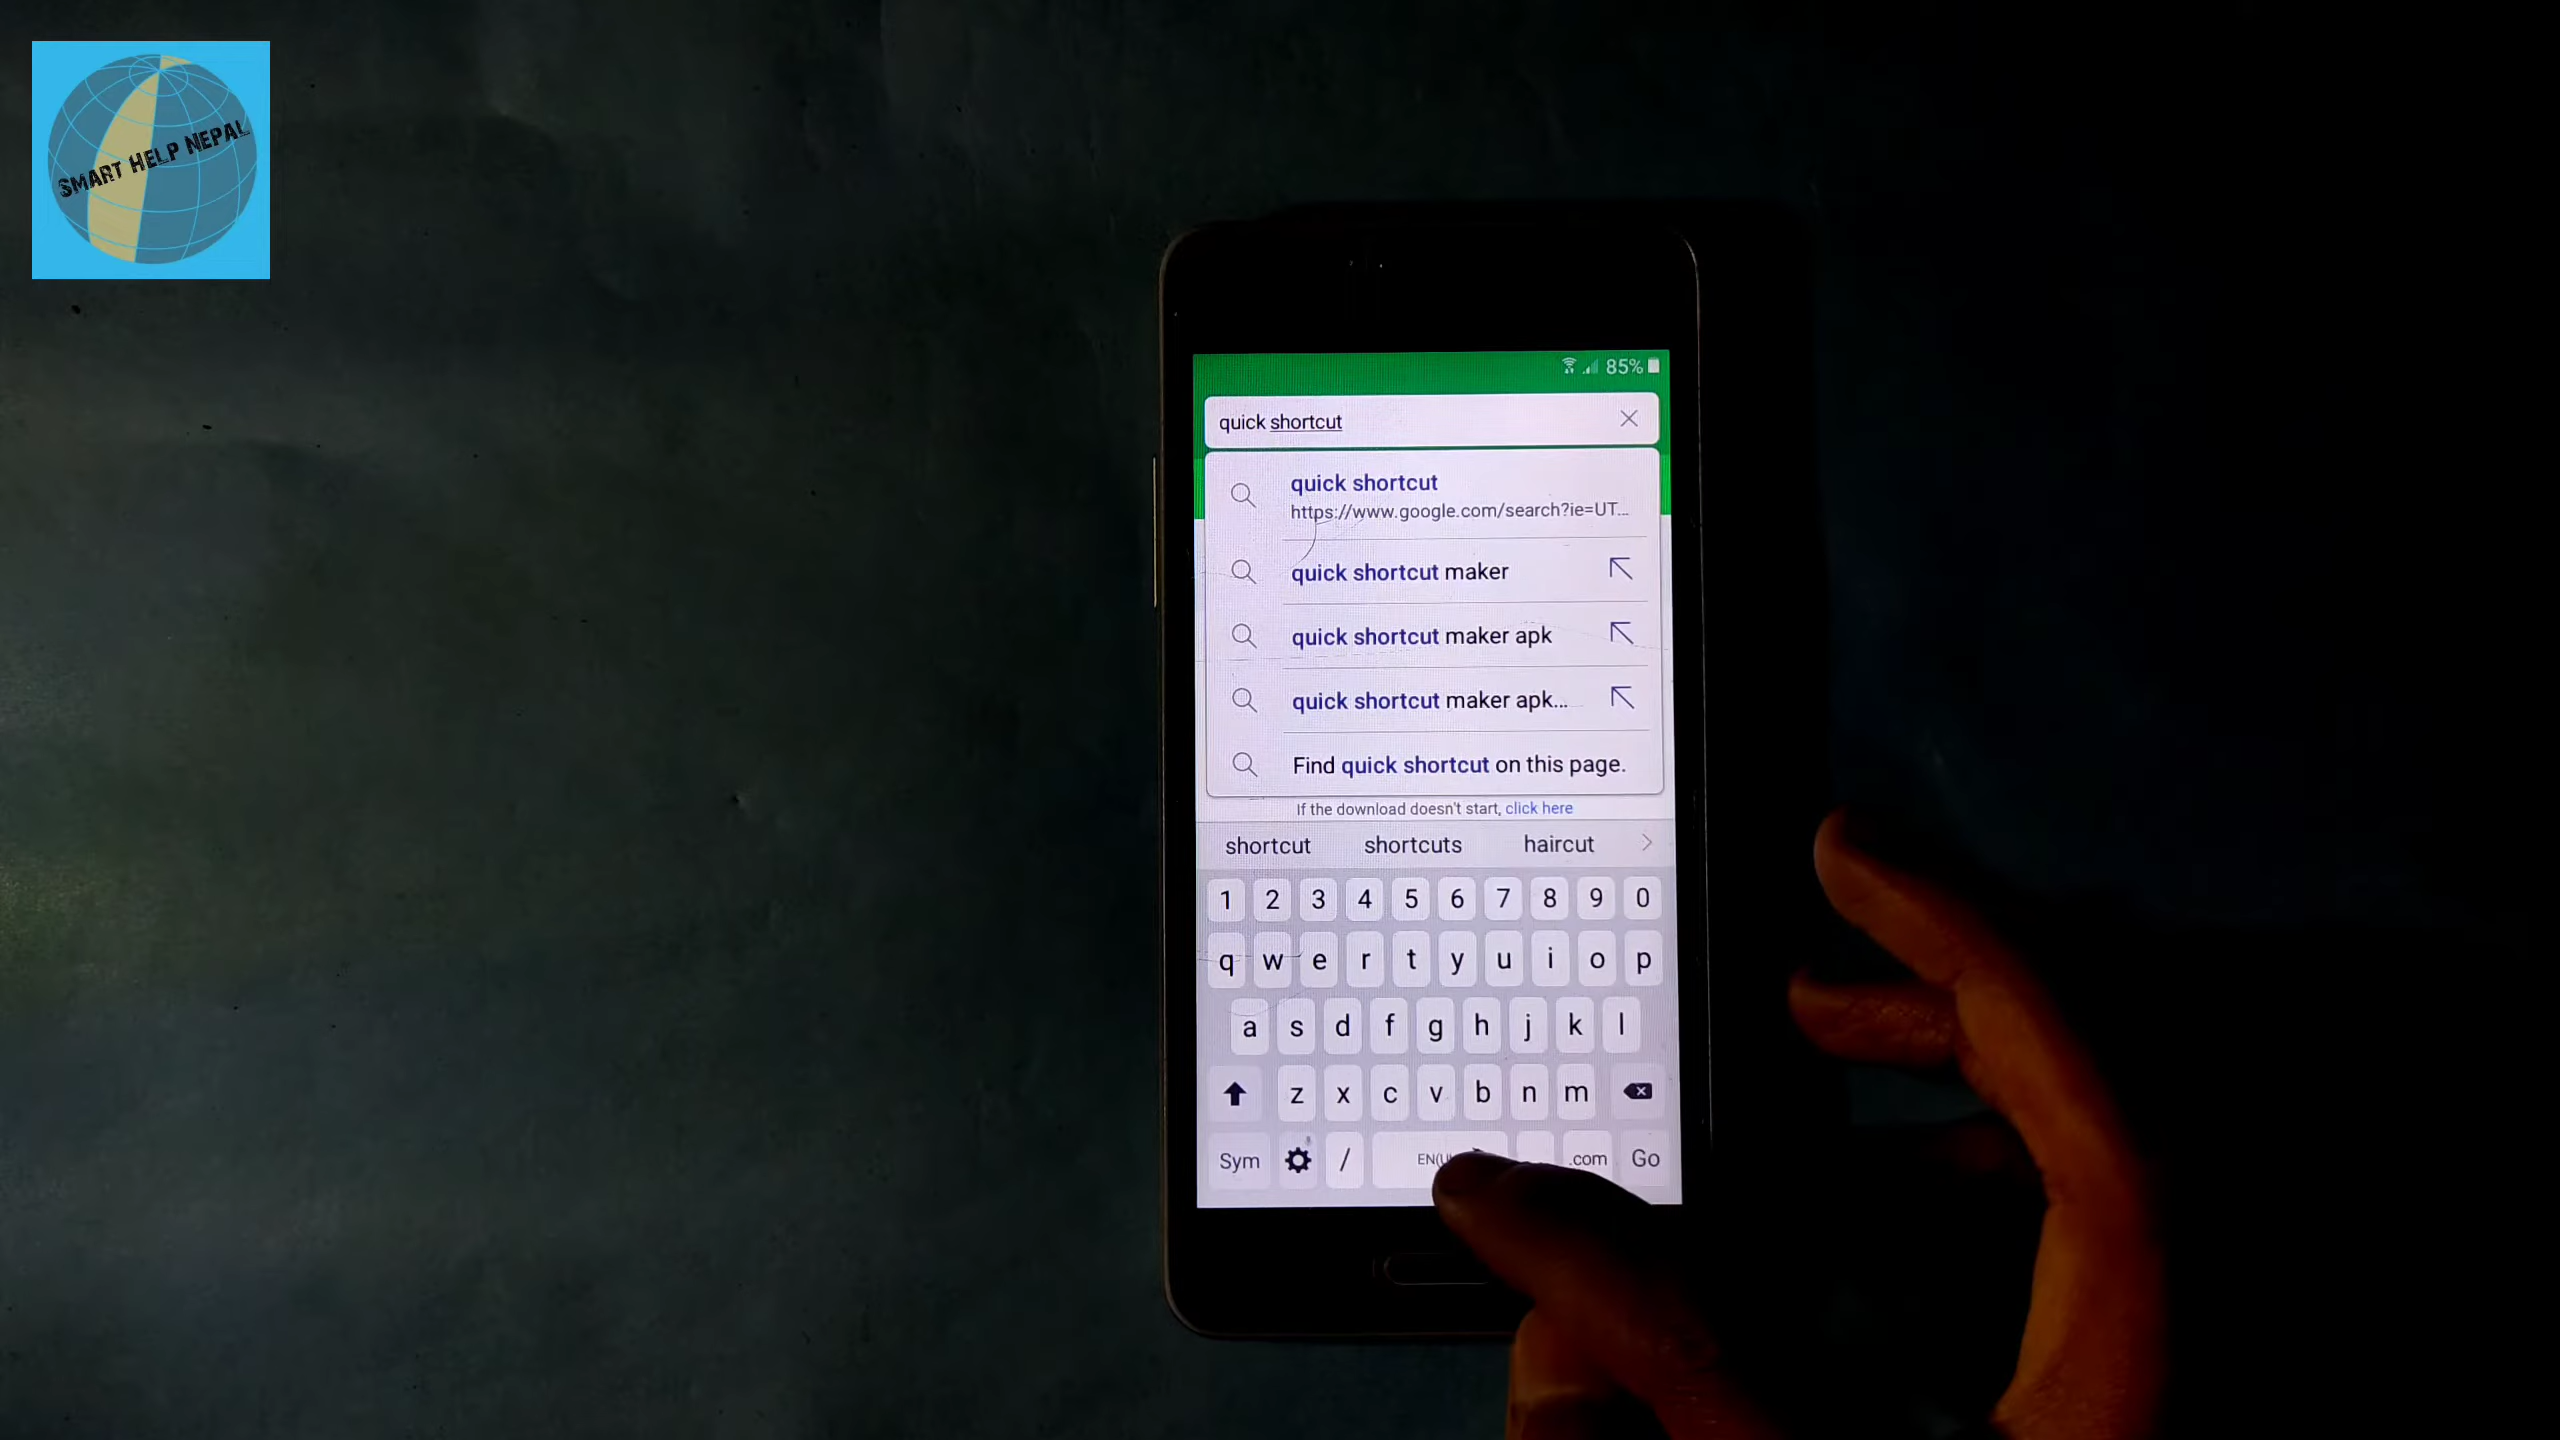 SMART HELP NEPAL
85%
quick shortcut
quick shortcut
https://www.google.com/search?ie=UT...
quick shortcut maker
quick shortcut maker apk
quick shortcut maker apk...
Find quick shortcut on this page.
If the download doesn't start, click here
shortcut shortcuts haircut
1 2 3 4 5 6 7 8 9 0
q w e r t y u i o p
a s d f g h j k l
z x c v b n m
Sym / .com Go